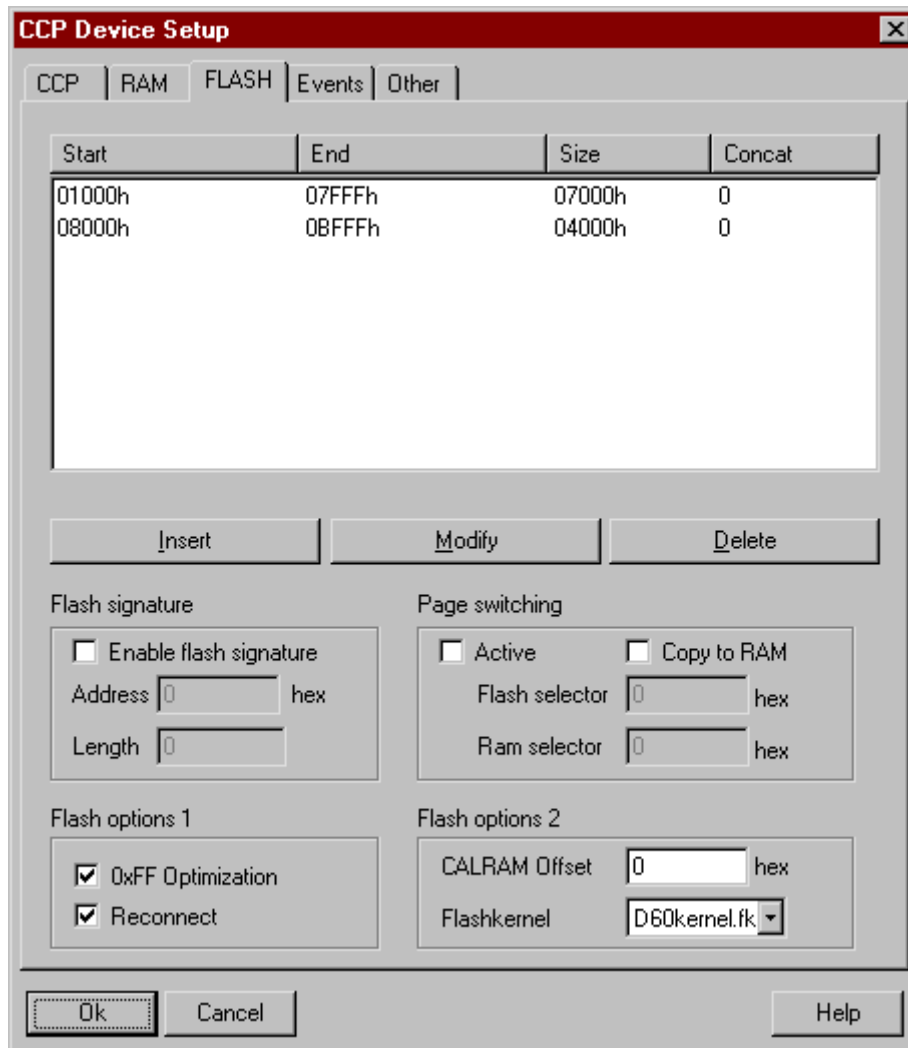 CCP Device Setup
CCP RAM FLASH Events Other
Start End Size Concat
01000h 07FFFh 07000h 0
08000h 0BFFFh 04000h 0
Insert Modify Delete
Flash signature Page switching
Enable flash signature Active Copy to RAM
Address 0 hex Flash selector 0 hex
Length 0 Ram selector 0 hex
Flash options 1 Flash options 2
0xFF Optimization CALRAM Offset 0 hex
Reconnect Flashkernel D60kernel.fk
Ok Cancel Help